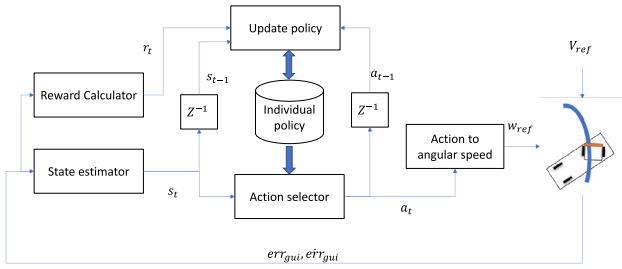 Update policy
r_t
s_{t−1}
a_{t−1}
V_{ref}
Reward Calculator
Z^{−1}
Individual policy
Z^{−1}
Action to angular speed
w_{ref}
State estimator
Action selector
s_t
a_t
err_{gui}, eṙr_{gui}